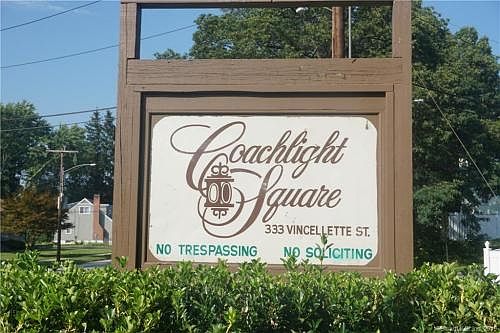 Coachlight
Square
333 VINCELLETTE ST.
NO TRESPASSING NO SOLICITING